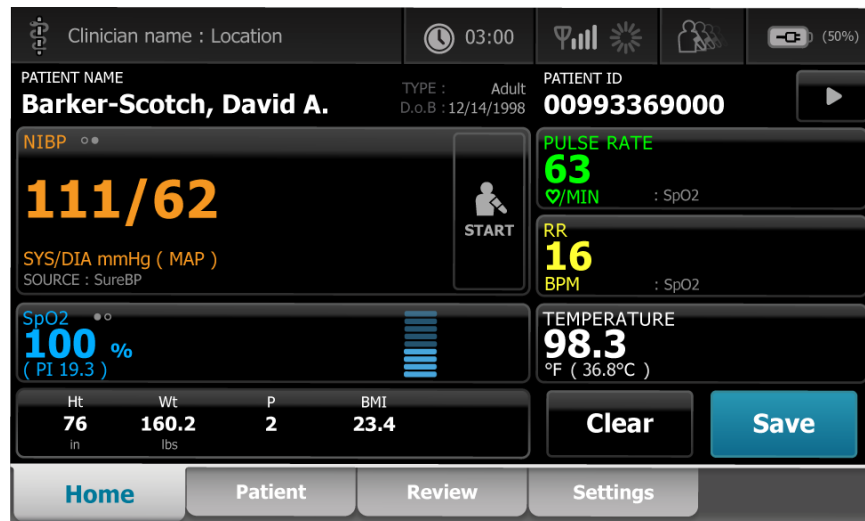 Clinician name : Location
03:00
(50%)
PATIENT NAME
Barker-Scotch, David A.
TYPE : Adult
D.o.B : 12/14/1998
PATIENT ID
00993369000
NIBP
111/62
SYS/DIA mmHg ( MAP )
SOURCE : SureBP
START
PULSE RATE
63
♡/MIN : SpO2
RR
16
BPM : SpO2
SpO2
100 %
( PI 19.3 )
TEMPERATURE
98.3
°F ( 36.8°C )
Ht Wt P BMI
76 160.2 2 23.4
in lbs
Clear
Save
Home
Patient
Review
Settings